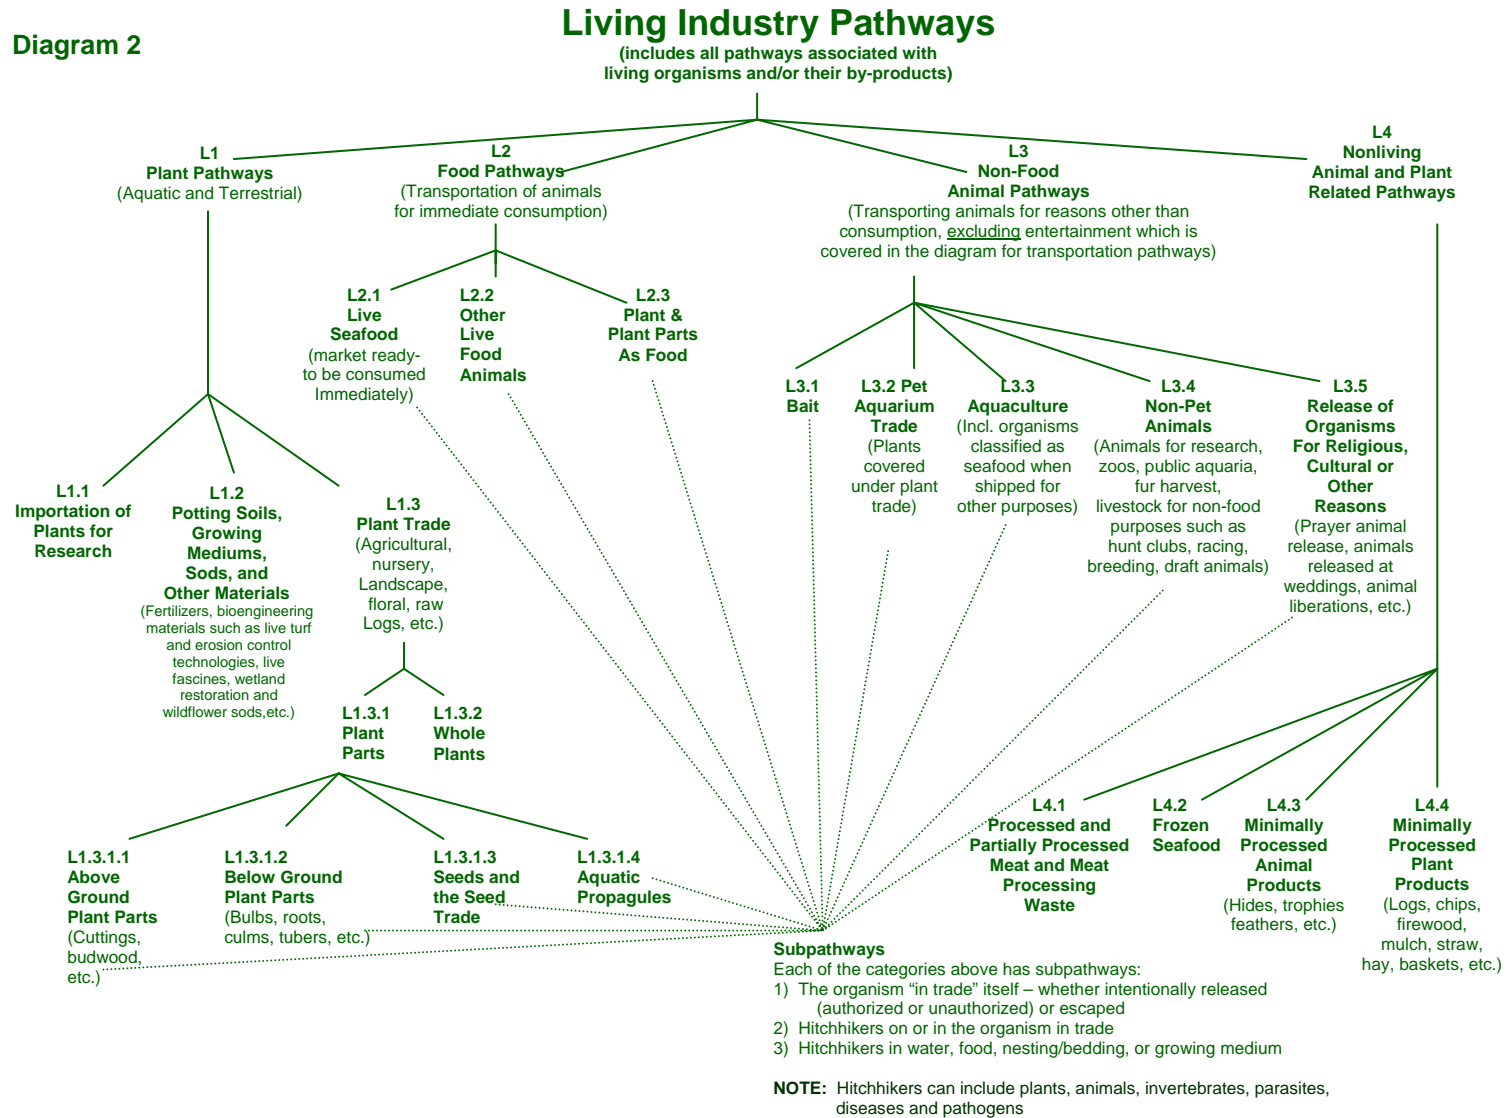 Diagram 2
Living Industry Pathways
(includes all pathways associated with
living organisms and/or their by-products)
L1
Plant Pathways
(Aquatic and Terrestrial)
L2
Food Pathways
(Transportation of animals
for immediate consumption)
L3
Non-Food
Animal Pathways
(Transporting animals for reasons other than
consumption, excluding entertainment which is
covered in the diagram for transportation pathways)
L4
Nonliving
Animal and Plant
Related Pathways
L2.1
Live
Seafood
(market ready-
to be consumed
Immediately)
L2.2
Other
Live
Food
Animals
L2.3
Plant &
Plant Parts
As Food
L3.1
Bait
L3.2 Pet
Aquarium
Trade
(Plants
covered
under plant
trade)
L3.3
Aquaculture
(Incl. organisms
classified as
seafood when
shipped for
other purposes)
L3.4
Non-Pet
Animals
(Animals for research,
zoos, public aquaria,
fur harvest,
livestock for non-food
purposes such as
hunt clubs, racing,
breeding, draft animals)
L3.5
Release of
Organisms
For Religious,
Cultural or
Other
Reasons
(Prayer animal
release, animals
released at
weddings, animal
liberations, etc.)
L1.1
Importation of
Plants for
Research
L1.2
Potting Soils,
Growing
Mediums,
Sods, and
Other Materials
(Fertilizers, bioengineering
materials such as live turf
and erosion control
technologies, live
fascines, wetland
restoration and
wildflower sods,etc.)
L1.3
Plant Trade
(Agricultural,
nursery,
Landscape,
floral, raw
Logs, etc.)
L1.3.1
Plant
Parts
L1.3.2
Whole
Plants
L1.3.1.1
Above
Ground
Plant Parts
(Cuttings,
budwood,
etc.)
L1.3.1.2
Below Ground
Plant Parts
(Bulbs, roots,
culms, tubers, etc.)
L1.3.1.3
Seeds and
the Seed
Trade
L1.3.1.4
Aquatic
Propagules
L4.1
Processed and
Partially Processed
Meat and Meat
Processing
Waste
L4.2
Frozen
Seafood
L4.3
Minimally
Processed
Animal
Products
(Hides, trophies
feathers, etc.)
L4.4
Minimally
Processed
Plant
Products
(Logs, chips,
firewood,
mulch, straw,
hay, baskets, etc.)
Subpathways
Each of the categories above has subpathways:
1) The organism “in trade” itself – whether intentionally released
(authorized or unauthorized) or escaped
2) Hitchhikers on or in the organism in trade
3) Hitchhikers in water, food, nesting/bedding, or growing medium
NOTE: Hitchhikers can include plants, animals, invertebrates, parasites,
diseases and pathogens